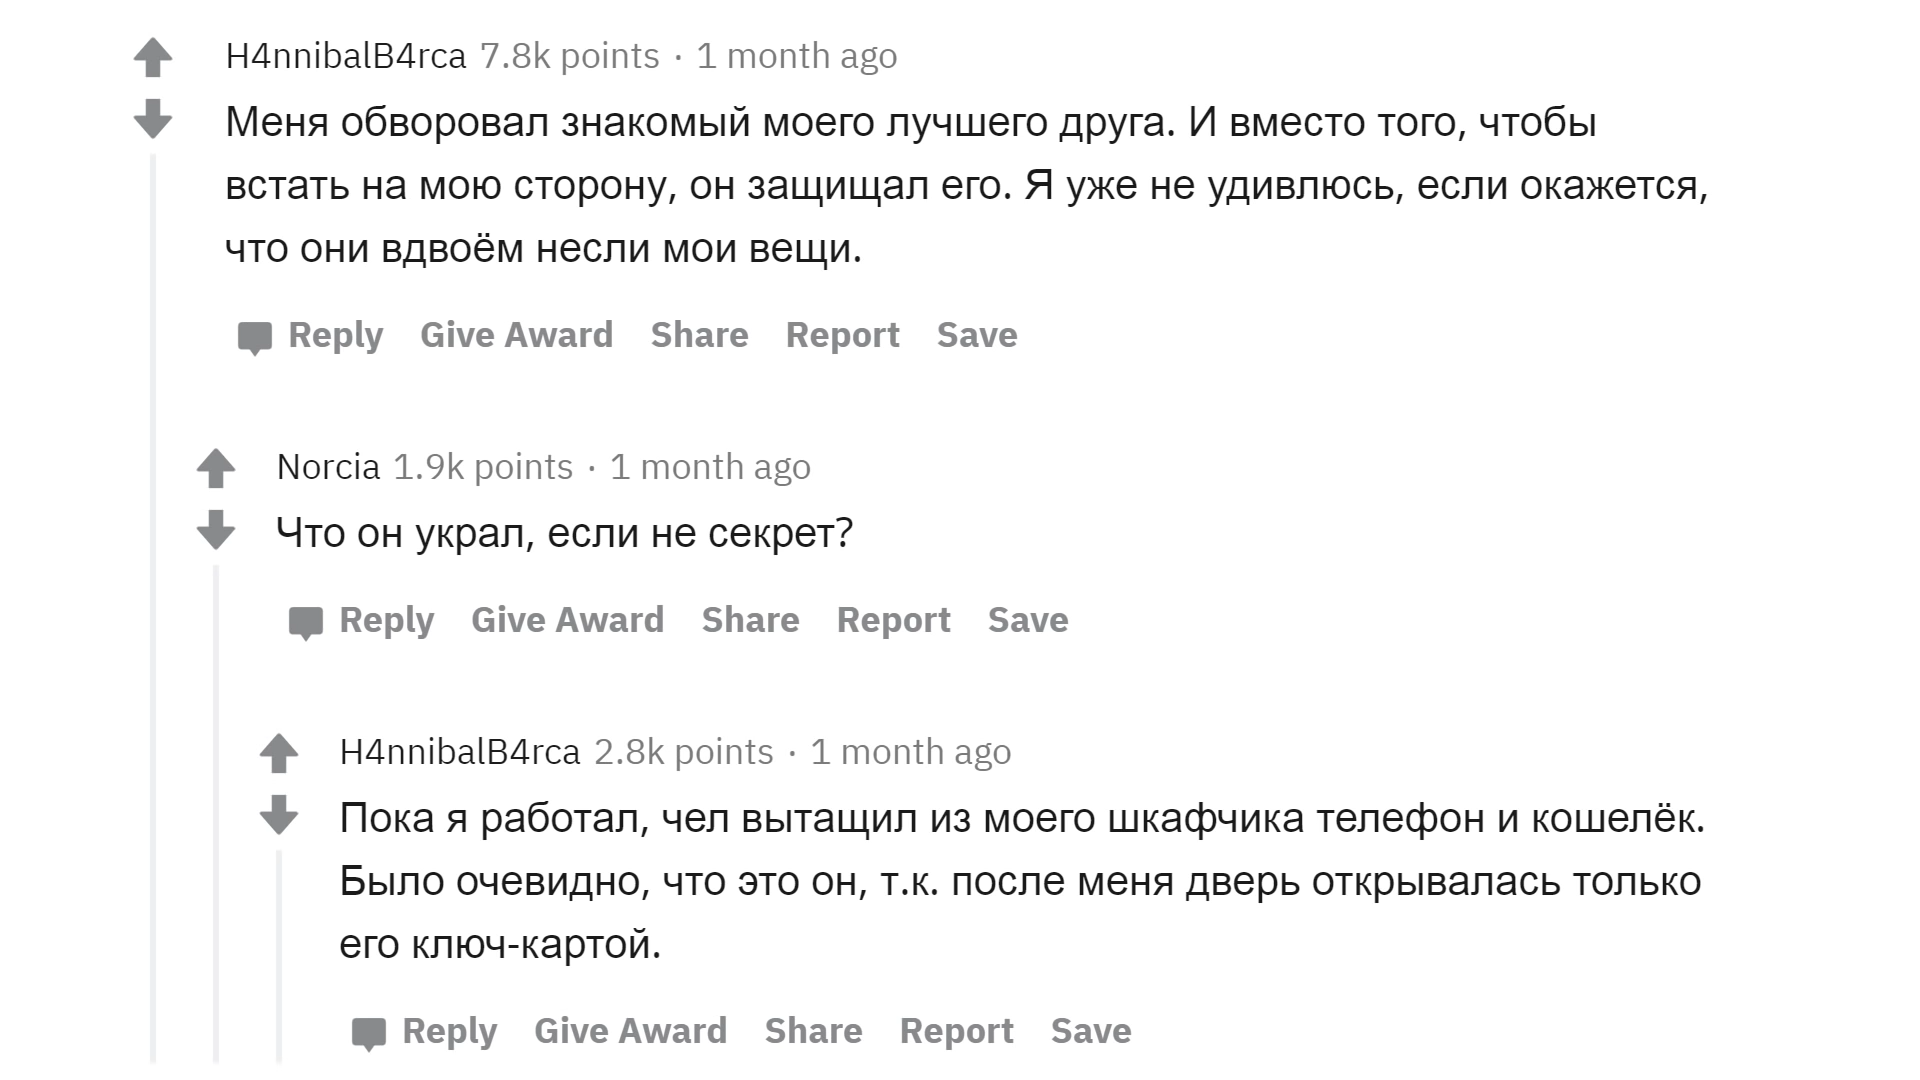 H4nnibalB4rca 7.8k points · 1 month ago
Меня обворовал знакомый моего лучшего друга. И вместо того, чтобы
встать на мою сторону, он защищал его. Я уже не удивлюсь, если окажется,
что они вдвоём несли мои вещи.
Reply Give Award Share Report Save
Norcia 1.9k points · 1 month ago
Что он украл, если не секрет?
Reply Give Award Share Report Save
H4nnibalB4rca 2.8k points · 1 month ago
Пока я работал, чел вытащил из моего шкафчика телефон и кошелёк.
Было очевидно, что это он, т.к. после меня дверь открывалась только
его ключ-картой.
Reply Give Award Share Report Save